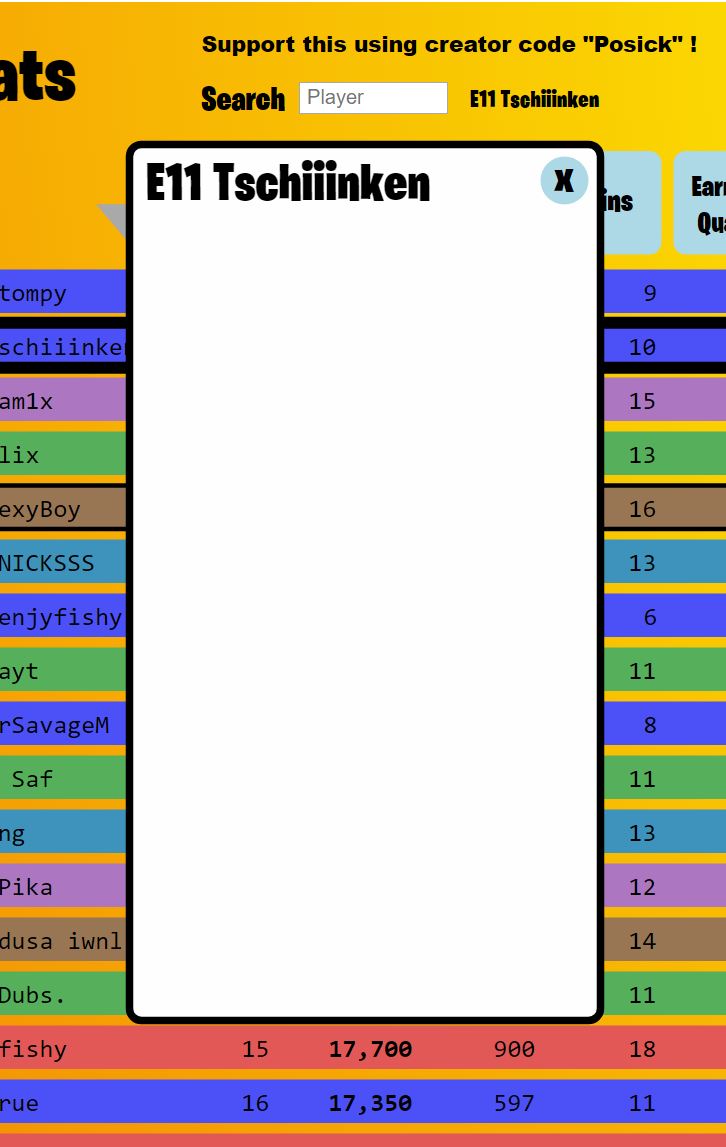 Support this using creator code "Posick" !
ats
Search Player E11 Tschiiinken
E11 Tschiiinken X
ins
Earn
Qua
tompy 9
schiiinken 10
am1x 15
lix 13
exyBoy 16
NICKSSS 13
enjyfishy 6
ayt 11
rSavageM 8
Saf 11
ng 13
Pika 12
dusa iwnl 14
Dubs. 11
fishy 15 17,700 900 18
rue 16 17,350 597 11